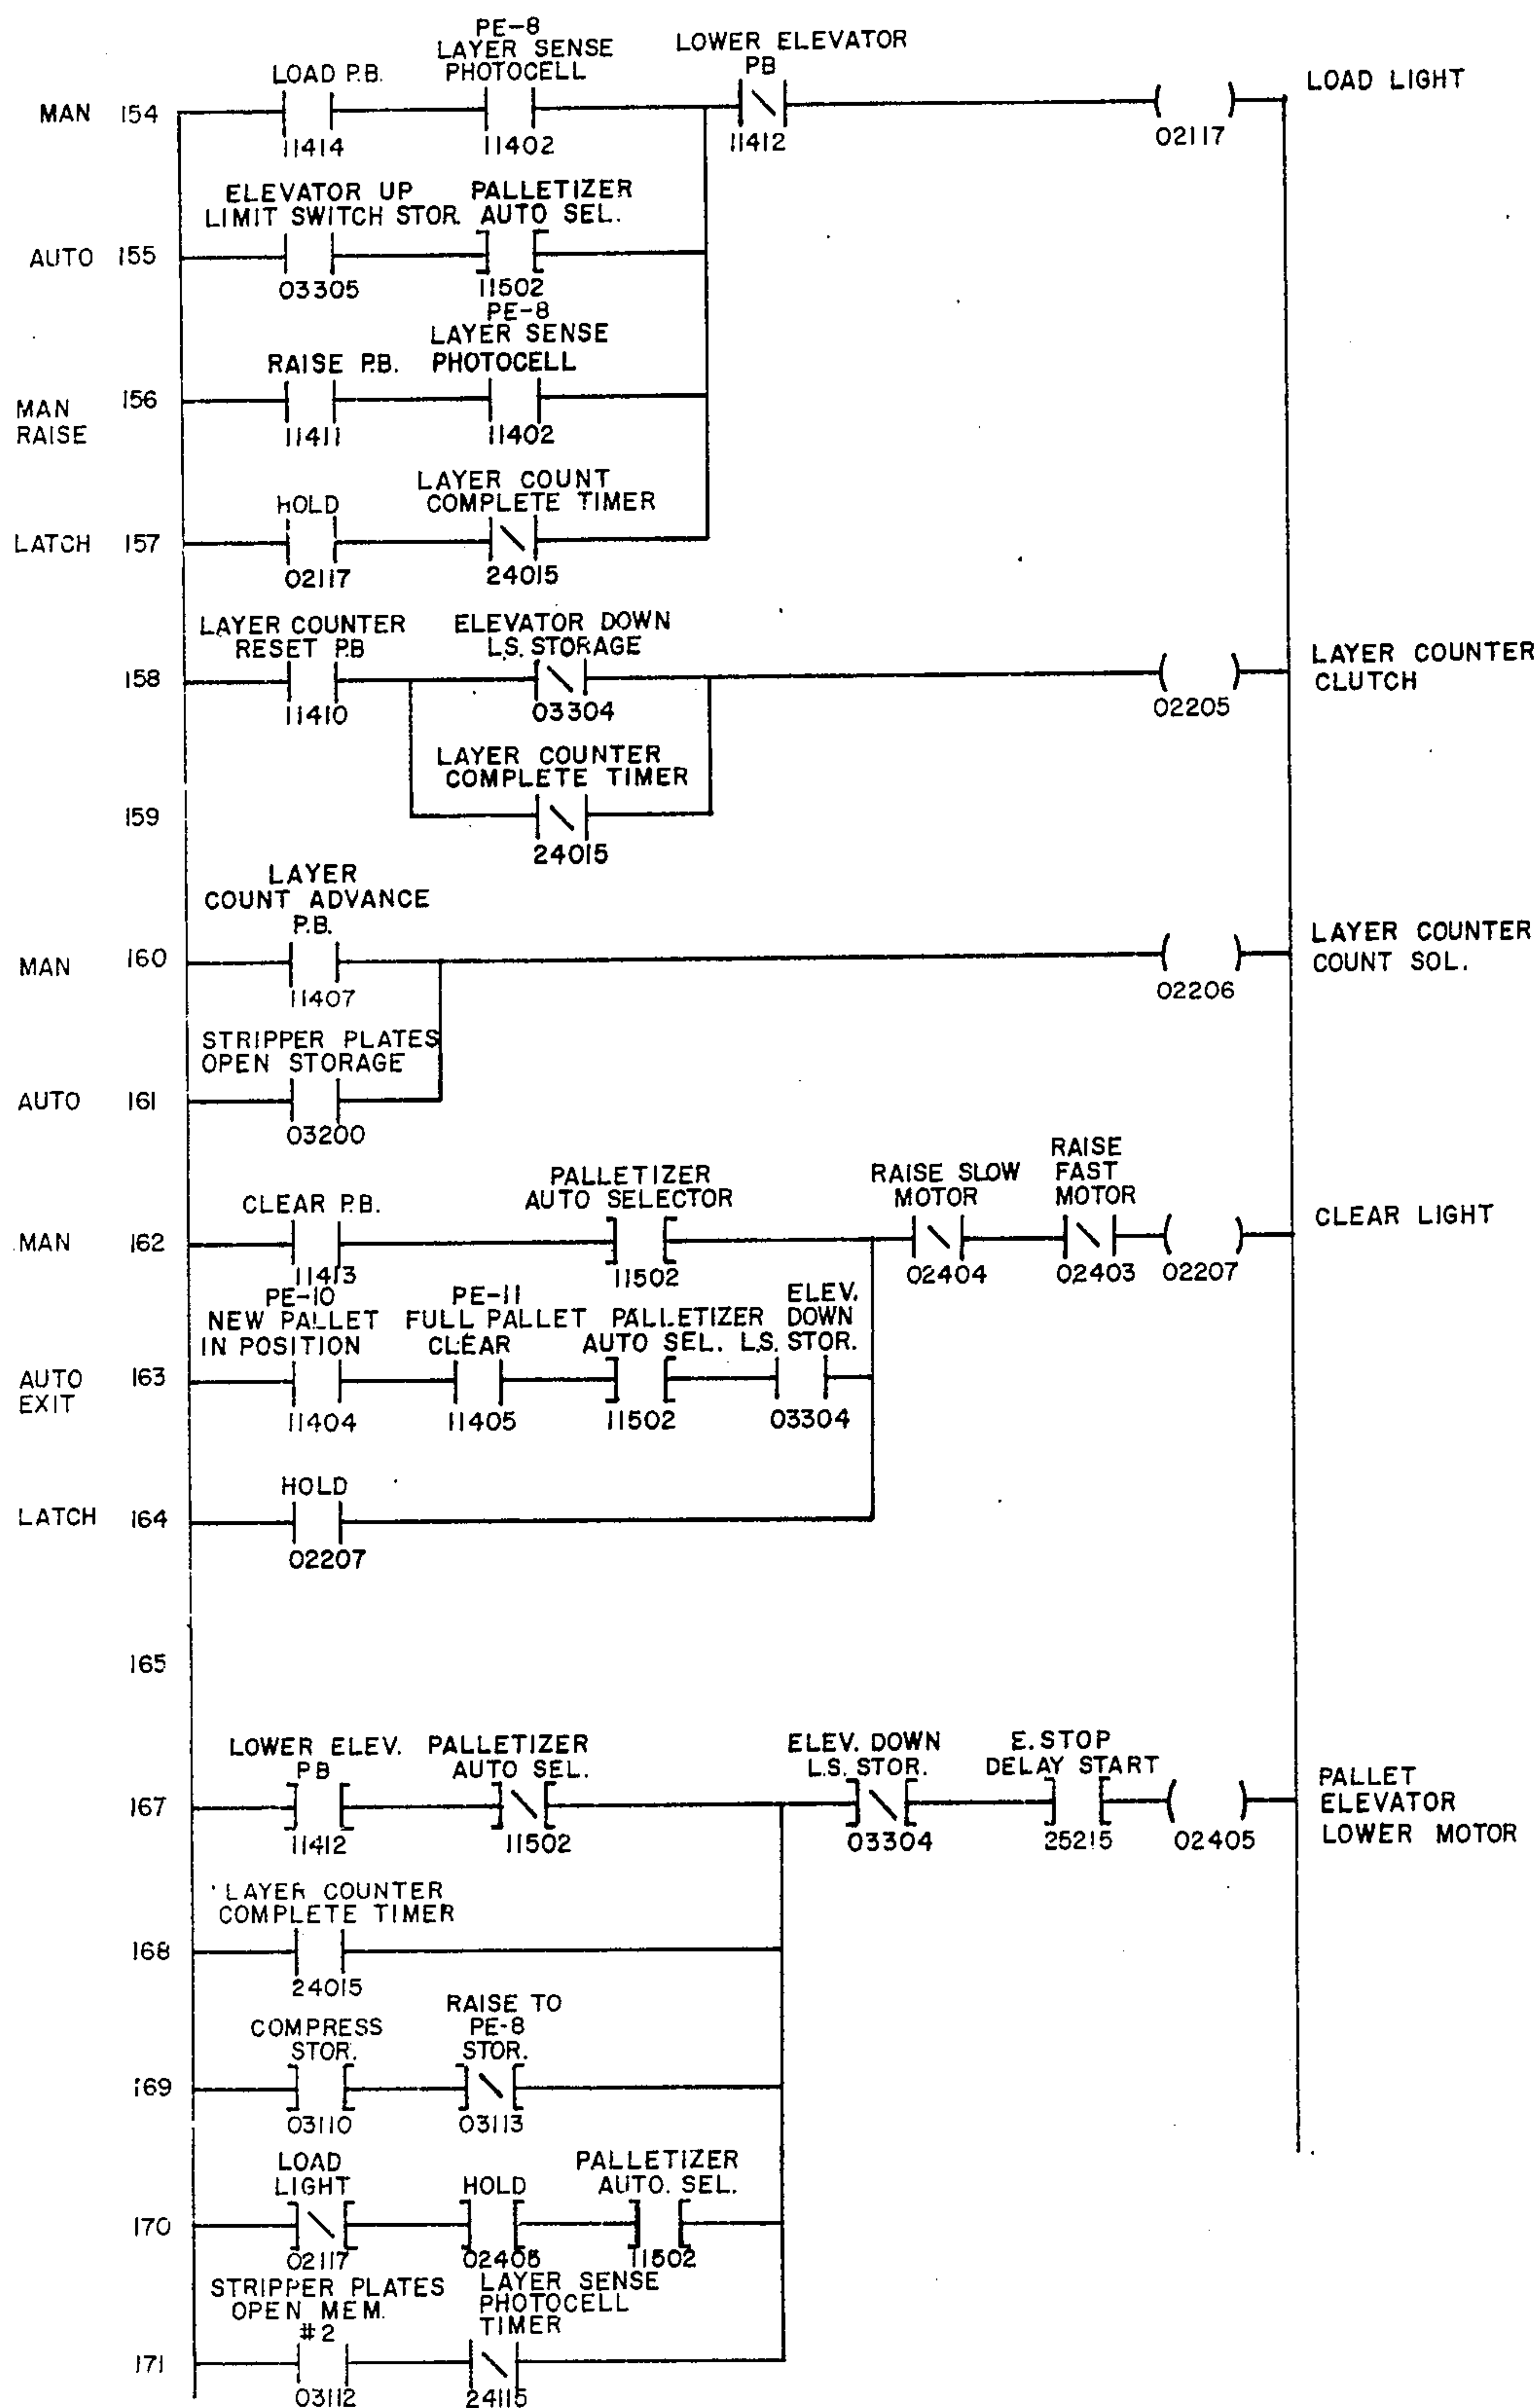 PE-8
LAYER SENSE
PHOTOCELL
LOWER ELEVATOR
PB
LOAD P.B.
LOAD LIGHT
MAN 154
11414
11402
11412
02117
ELEVATOR UP
LIMIT SWITCH STOR.
PALLETIZER
AUTO SEL.
AUTO 155
03305
11502
PE-8
LAYER SENSE
PHOTOCELL
RAISE P.B.
MAN
RAISE
156
11411
11402
LAYER COUNT
COMPLETE TIMER
HOLD
LATCH 157
02117
24015
LAYER COUNTER
RESET P.B
ELEVATOR DOWN
L.S. STORAGE
LAYER COUNTER
CLUTCH
158
11410
03304
02205
LAYER COUNTER
COMPLETE TIMER
159
24015
LAYER
COUNT ADVANCE
P.B.
LAYER COUNTER
COUNT SOL.
MAN 160
11407
02206
STRIPPER PLATES
OPEN STORAGE
AUTO 161
03200
CLEAR P.B.
PALLETIZER
AUTO SELECTOR
RAISE SLOW
MOTOR
RAISE
FAST
MOTOR
CLEAR LIGHT
MAN 162
11413
11502
02404
02403
02207
PE-10
NEW PALLET
IN POSITION
PE-11
FULL PALLET
CLEAR
PALLETIZER
AUTO SEL.
ELEV.
DOWN
L.S. STOR.
AUTO
EXIT
163
11404
11405
11502
03304
HOLD
LATCH 164
02207
165
LOWER ELEV.
PB
PALLETIZER
AUTO SEL.
ELEV. DOWN
L.S. STOR.
E. STOP
DELAY START
PALLET
ELEVATOR
LOWER MOTOR
167
11412
11502
03304
25215
02405
LAYER COUNTER
COMPLETE TIMER
168
24015
COMPRESS
STOR.
RAISE TO
PE-8
STOR.
169
03110
03113
LOAD
LIGHT
HOLD
PALLETIZER
AUTO. SEL.
170
02117
02405
11502
STRIPPER PLATES
OPEN MEM.
#2
LAYER SENSE
PHOTOCELL
TIMER
171
03112
24115